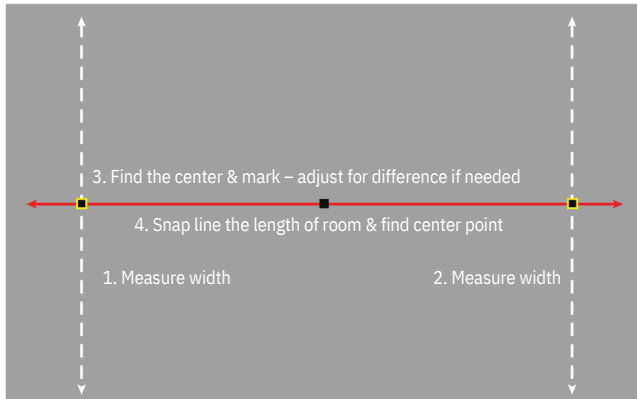 3. Find the center & mark – adjust for difference if needed
4. Snap line the length of room & find center point
1. Measure width
2. Measure width